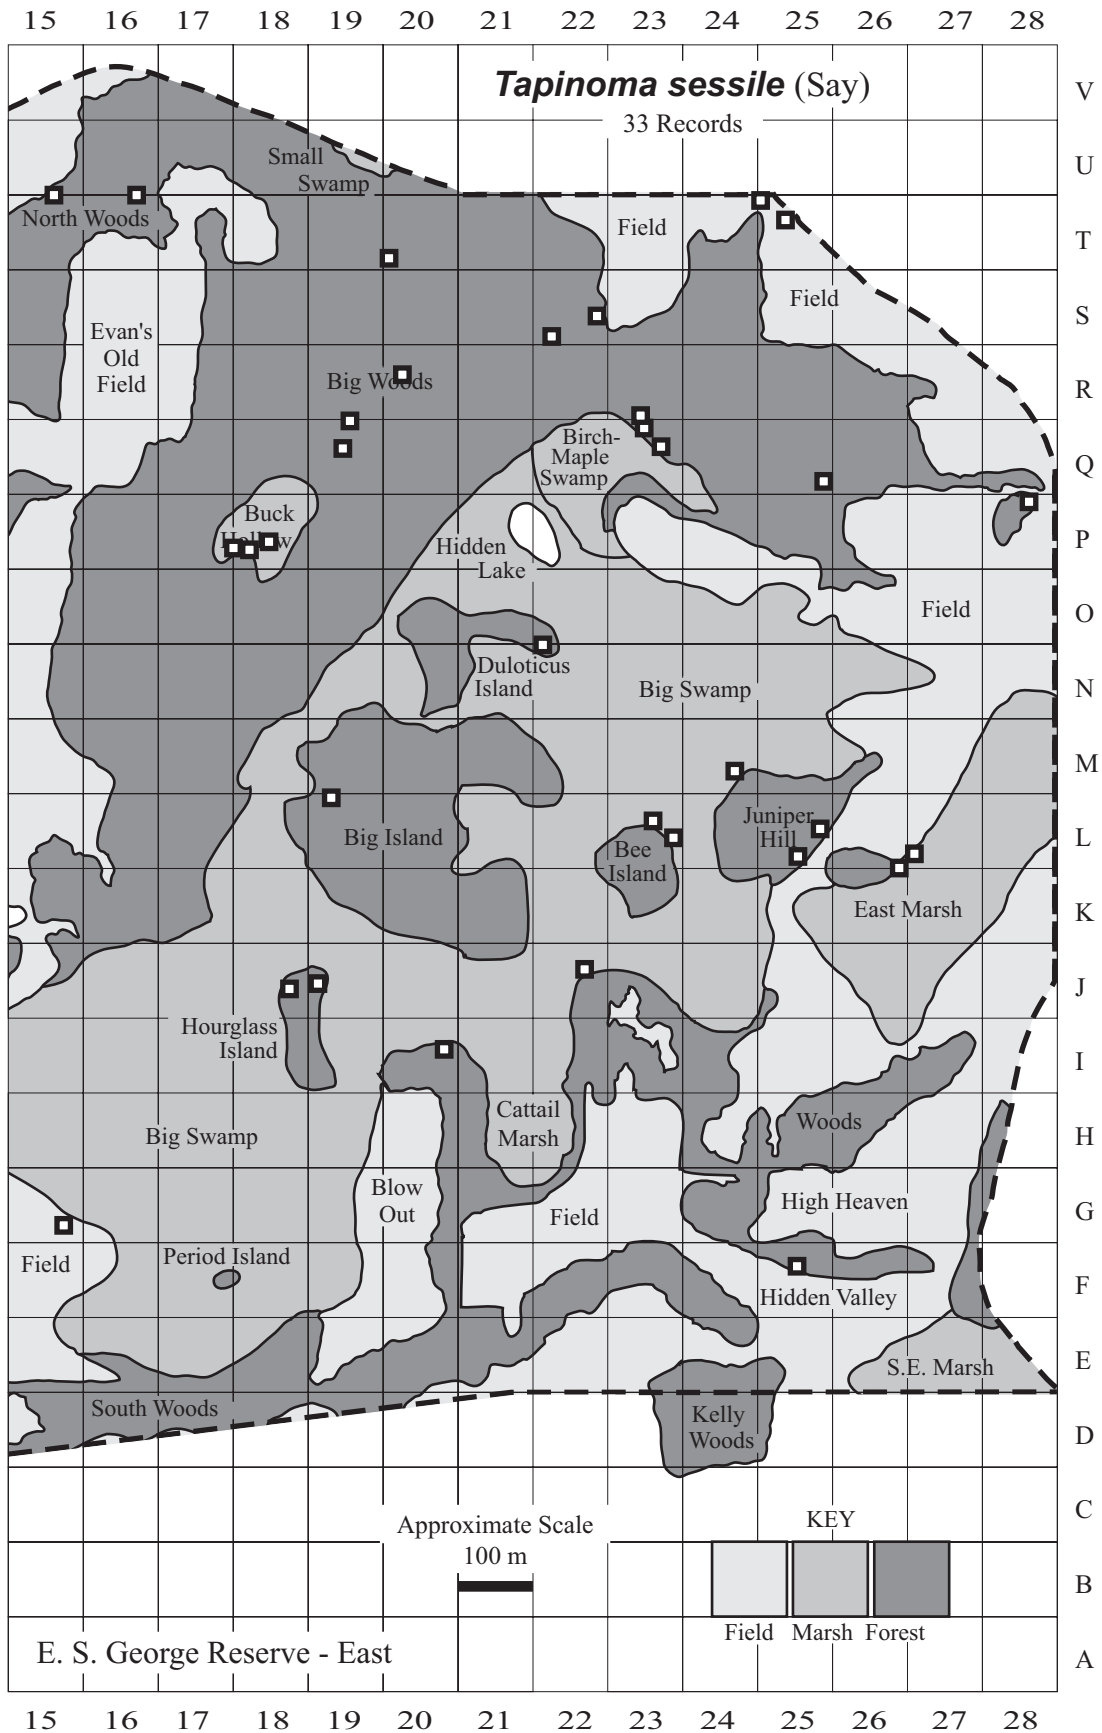 15 16 17 18 19 20 21 22 23 24 25 26 27 28
Tapinoma sessile (Say)
V
33 Records
Small
Swamp
U
North Woods
Field
T
Field
S
Evan's
Old
Field
Big Woods
R
Birch-
Maple
Swamp
Q
Buck
Hollow
Hidden
Lake
P
Field
O
Duloticus
Island
Big Swamp
N
M
Big Island
Juniper
Hill
Bee
Island
L
East Marsh
K
J
Hourglass
Island
I
Cattail
Marsh
Woods
Big Swamp
H
Blow
Out
Field
High Heaven
G
Field
Period Island
Hidden Valley
F
S.E. Marsh
E
South Woods
Kelly
Woods
D
Approximate Scale
100 m
KEY
C
B
Field Marsh Forest
E. S. George Reserve - East
A
15 16 17 18 19 20 21 22 23 24 25 26 27 28